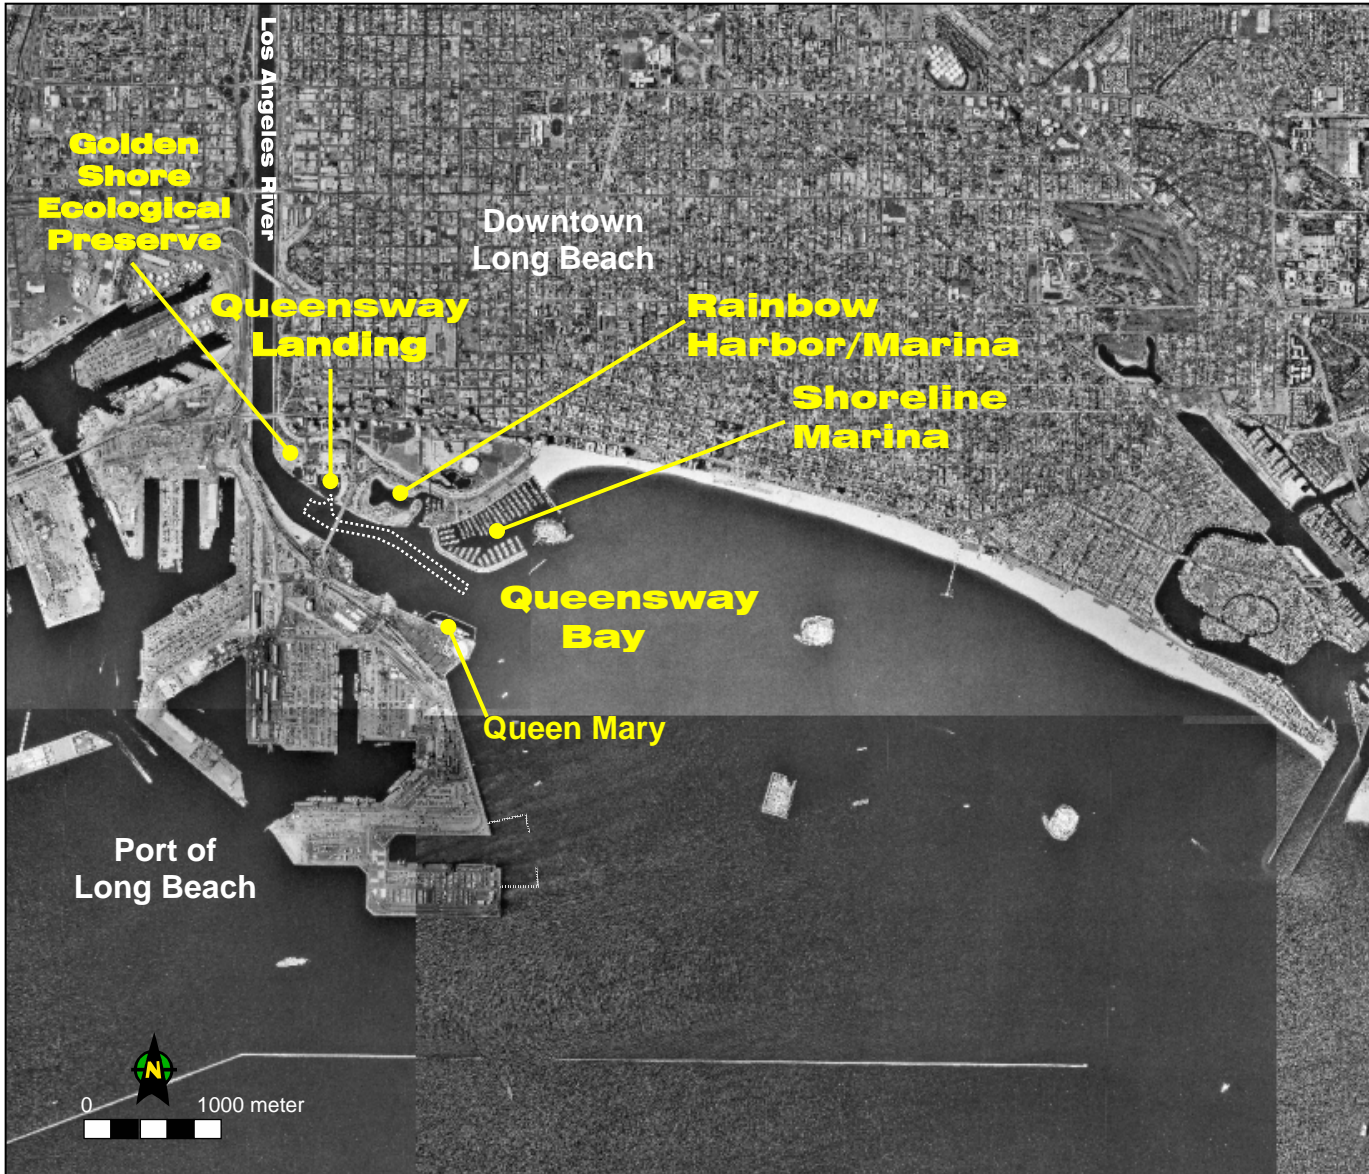 Los Angeles River
Golden
Shore
Ecological
Preserve
Downtown
Long Beach
Queensway
Landing
Rainbow
Harbor/Marina
Shoreline
Marina
Queensway
Bay
Queen Mary
Port of
Long Beach
N
0 1000 meter